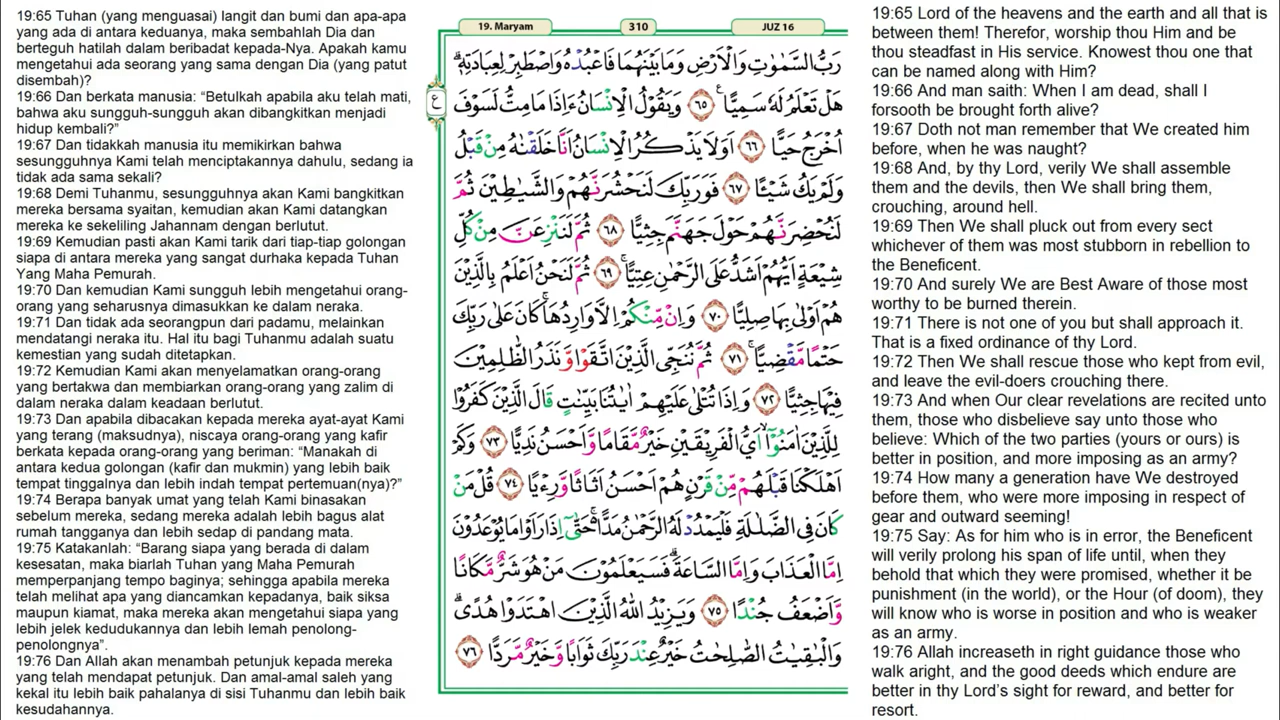 19:65 Tuhan (yang menguasai) langit dan bumi dan apa-apa
yang ada di antara keduanya, maka sembahlah Dia dan
berteguh hatilah dalam beribadat kepada-Nya. Apakah kamu
mengetahui ada seorang yang sama dengan Dia (yang patut
disembah)?
19:66 Dan berkata manusia: “Betulkah apabila aku telah mati,
bahwa aku sungguh-sungguh akan dibangkitkan menjadi
hidup kembali?”
19:67 Dan tidakkah manusia itu memikirkan bahwa
sesungguhnya Kami telah menciptakannya dahulu, sedang ia
tidak ada sama sekali?
19:68 Demi Tuhanmu, sesungguhnya akan Kami bangkitkan
mereka bersama syaitan, kemudian akan Kami datangkan
mereka ke sekeliling Jahannam dengan berlutut.
19:69 Kemudian pasti akan Kami tarik dari tiap-tiap golongan
siapa di antara mereka yang sangat durhaka kepada Tuhan
Yang Maha Pemurah.
19:70 Dan kemudian Kami sungguh lebih mengetahui orang-
orang yang seharusnya dimasukkan ke dalam neraka.
19:71 Dan tidak ada seorangpun dari padamu, melainkan
mendatangi neraka itu. Hal itu bagi Tuhanmu adalah suatu
kemestian yang sudah ditetapkan.
19:72 Kemudian Kami akan menyelamatkan orang-orang
yang bertakwa dan membiarkan orang-orang yang zalim di
dalam neraka dalam keadaan berlutut.
19:73 Dan apabila dibacakan kepada mereka ayat-ayat Kami
yang terang (maksudnya), niscaya orang-orang yang kafir
berkata kepada orang-orang yang beriman: “Manakah di
antara kedua golongan (kafir dan mukmin) yang lebih baik
tempat tinggalnya dan lebih indah tempat pertemuan(nya)?”
19:74 Berapa banyak umat yang telah Kami binasakan
sebelum mereka, sedang mereka adalah lebih bagus alat
rumah tangganya dan lebih sedap di pandang mata.
19:75 Katakanlah: “Barang siapa yang berada di dalam
kesesatan, maka biarlah Tuhan yang Maha Pemurah
memperpanjang tempo baginya; sehingga apabila mereka
telah melihat apa yang diancamkan kepadanya, baik siksa
maupun kiamat, maka mereka akan mengetahui siapa yang
lebih jelek kedudukannya dan lebih lemah penolong-
penolongnya”.
19:76 Dan Allah akan menambah petunjuk kepada mereka
yang telah mendapat petunjuk. Dan amal-amal saleh yang
kekal itu lebih baik pahalanya di sisi Tuhanmu dan lebih baik
kesudahannya.
19. Maryam
310
JUZ 16
ع
رَبُّ السَّمٰوٰتِ وَالْاَرْضِ وَمَا بَيْنَهُمَا فَاعْبُدْهُ وَاصْطَبِرْ لِعِبَادَتِهٖۗ
هَلْ تَعْلَمُ لَهٗ سَمِيًّا ࣖ ٦٥ وَيَقُوْلُ الْاِنْسَانُ ءَاِذَا مَا مِتُّ لَسَوْفَ
اُخْرَجُ حَيًّا ٦٦ اَوَلَا يَذْكُرُ الْاِنْسَانُ اَنَّا خَلَقْنٰهُ مِنْ قَبْلُ
وَلَمْ يَكُ شَيْـًٔا ٦٧ فَوَرَبِّكَ لَنَحْشُرَنَّهُمْ وَالشَّيٰطِيْنَ ثُمَّ
لَنُحْضِرَنَّهُمْ حَوْلَ جَهَنَّمَ جِثِيًّا ٦٨ ثُمَّ لَنَنْزِعَنَّ مِنْ كُلِّ
شِيْعَةٍ اَيُّهُمْ اَشَدُّ عَلَى الرَّحْمٰنِ عِتِيًّاۚ ٦٩ ثُمَّ لَنَحْنُ اَعْلَمُ بِالَّذِيْنَ
هُمْ اَوْلٰى بِهَا صِلِيًّا ٧٠ وَاِنْ مِّنْكُمْ اِلَّا وَارِدُهَاۚ كَانَ عَلٰى رَبِّكَ
حَتْمًا مَّقْضِيًّاۚ ٧١ ثُمَّ نُنَجِّى الَّذِيْنَ اتَّقَوْا وَّنَذَرُ الظّٰلِمِيْنَ
فِيْهَا جِثِيًّا ٧٢ وَاِذَا تُتْلٰى عَلَيْهِمْ اٰيٰتُنَا بَيِّنٰتٍ قَالَ الَّذِيْنَ كَفَرُوْا
لِلَّذِيْنَ اٰمَنُوْٓاۙ اَيُّ الْفَرِيْقَيْنِ خَيْرٌ مَّقَامًا وَّاَحْسَنُ نَدِيًّا ٧٣ وَكَمْ
اَهْلَكْنَا قَبْلَهُمْ مِّنْ قَرْنٍ هُمْ اَحْسَنُ اَثَاثًا وَّرِءْيًا ٧٤ قُلْ مَنْ
كَانَ فِى الضَّلٰلَةِ فَلْيَمْدُدْ لَهُ الرَّحْمٰنُ مَدًّا ەۚ حَتّٰىٓ اِذَا رَاَوْا مَا يُوْعَدُوْنَ
اِمَّا الْعَذَابَ وَاِمَّا السَّاعَةَۗ فَسَيَعْلَمُوْنَ مَنْ هُوَ شَرٌّ مَّكَانًا
وَّاَضْعَفُ جُنْدًا ٧٥ وَيَزِيْدُ اللّٰهُ الَّذِيْنَ اهْتَدَوْا هُدًىۗ
وَالْبٰقِيٰتُ الصّٰلِحٰتُ خَيْرٌ عِنْدَ رَبِّكَ ثَوَابًا وَّخَيْرٌ مَّرَدًّا ٧٦
19:65 Lord of the heavens and the earth and all that is
between them! Therefor, worship thou Him and be
thou steadfast in His service. Knowest thou one that
can be named along with Him?
19:66 And man saith: When I am dead, shall I
forsooth be brought forth alive?
19:67 Doth not man remember that We created him
before, when he was naught?
19:68 And, by thy Lord, verily We shall assemble
them and the devils, then We shall bring them,
crouching, around hell.
19:69 Then We shall pluck out from every sect
whichever of them was most stubborn in rebellion to
the Beneficent.
19:70 And surely We are Best Aware of those most
worthy to be burned therein.
19:71 There is not one of you but shall approach it.
That is a fixed ordinance of thy Lord.
19:72 Then We shall rescue those who kept from evil,
and leave the evil-doers crouching there.
19:73 And when Our clear revelations are recited unto
them, those who disbelieve say unto those who
believe: Which of the two parties (yours or ours) is
better in position, and more imposing as an army?
19:74 How many a generation have We destroyed
before them, who were more imposing in respect of
gear and outward seeming!
19:75 Say: As for him who is in error, the Beneficent
will verily prolong his span of life until, when they
behold that which they were promised, whether it be
punishment (in the world), or the Hour (of doom), they
will know who is worse in position and who is weaker
as an army.
19:76 Allah increaseth in right guidance those who
walk aright, and the good deeds which endure are
better in thy Lord’s sight for reward, and better for
resort.